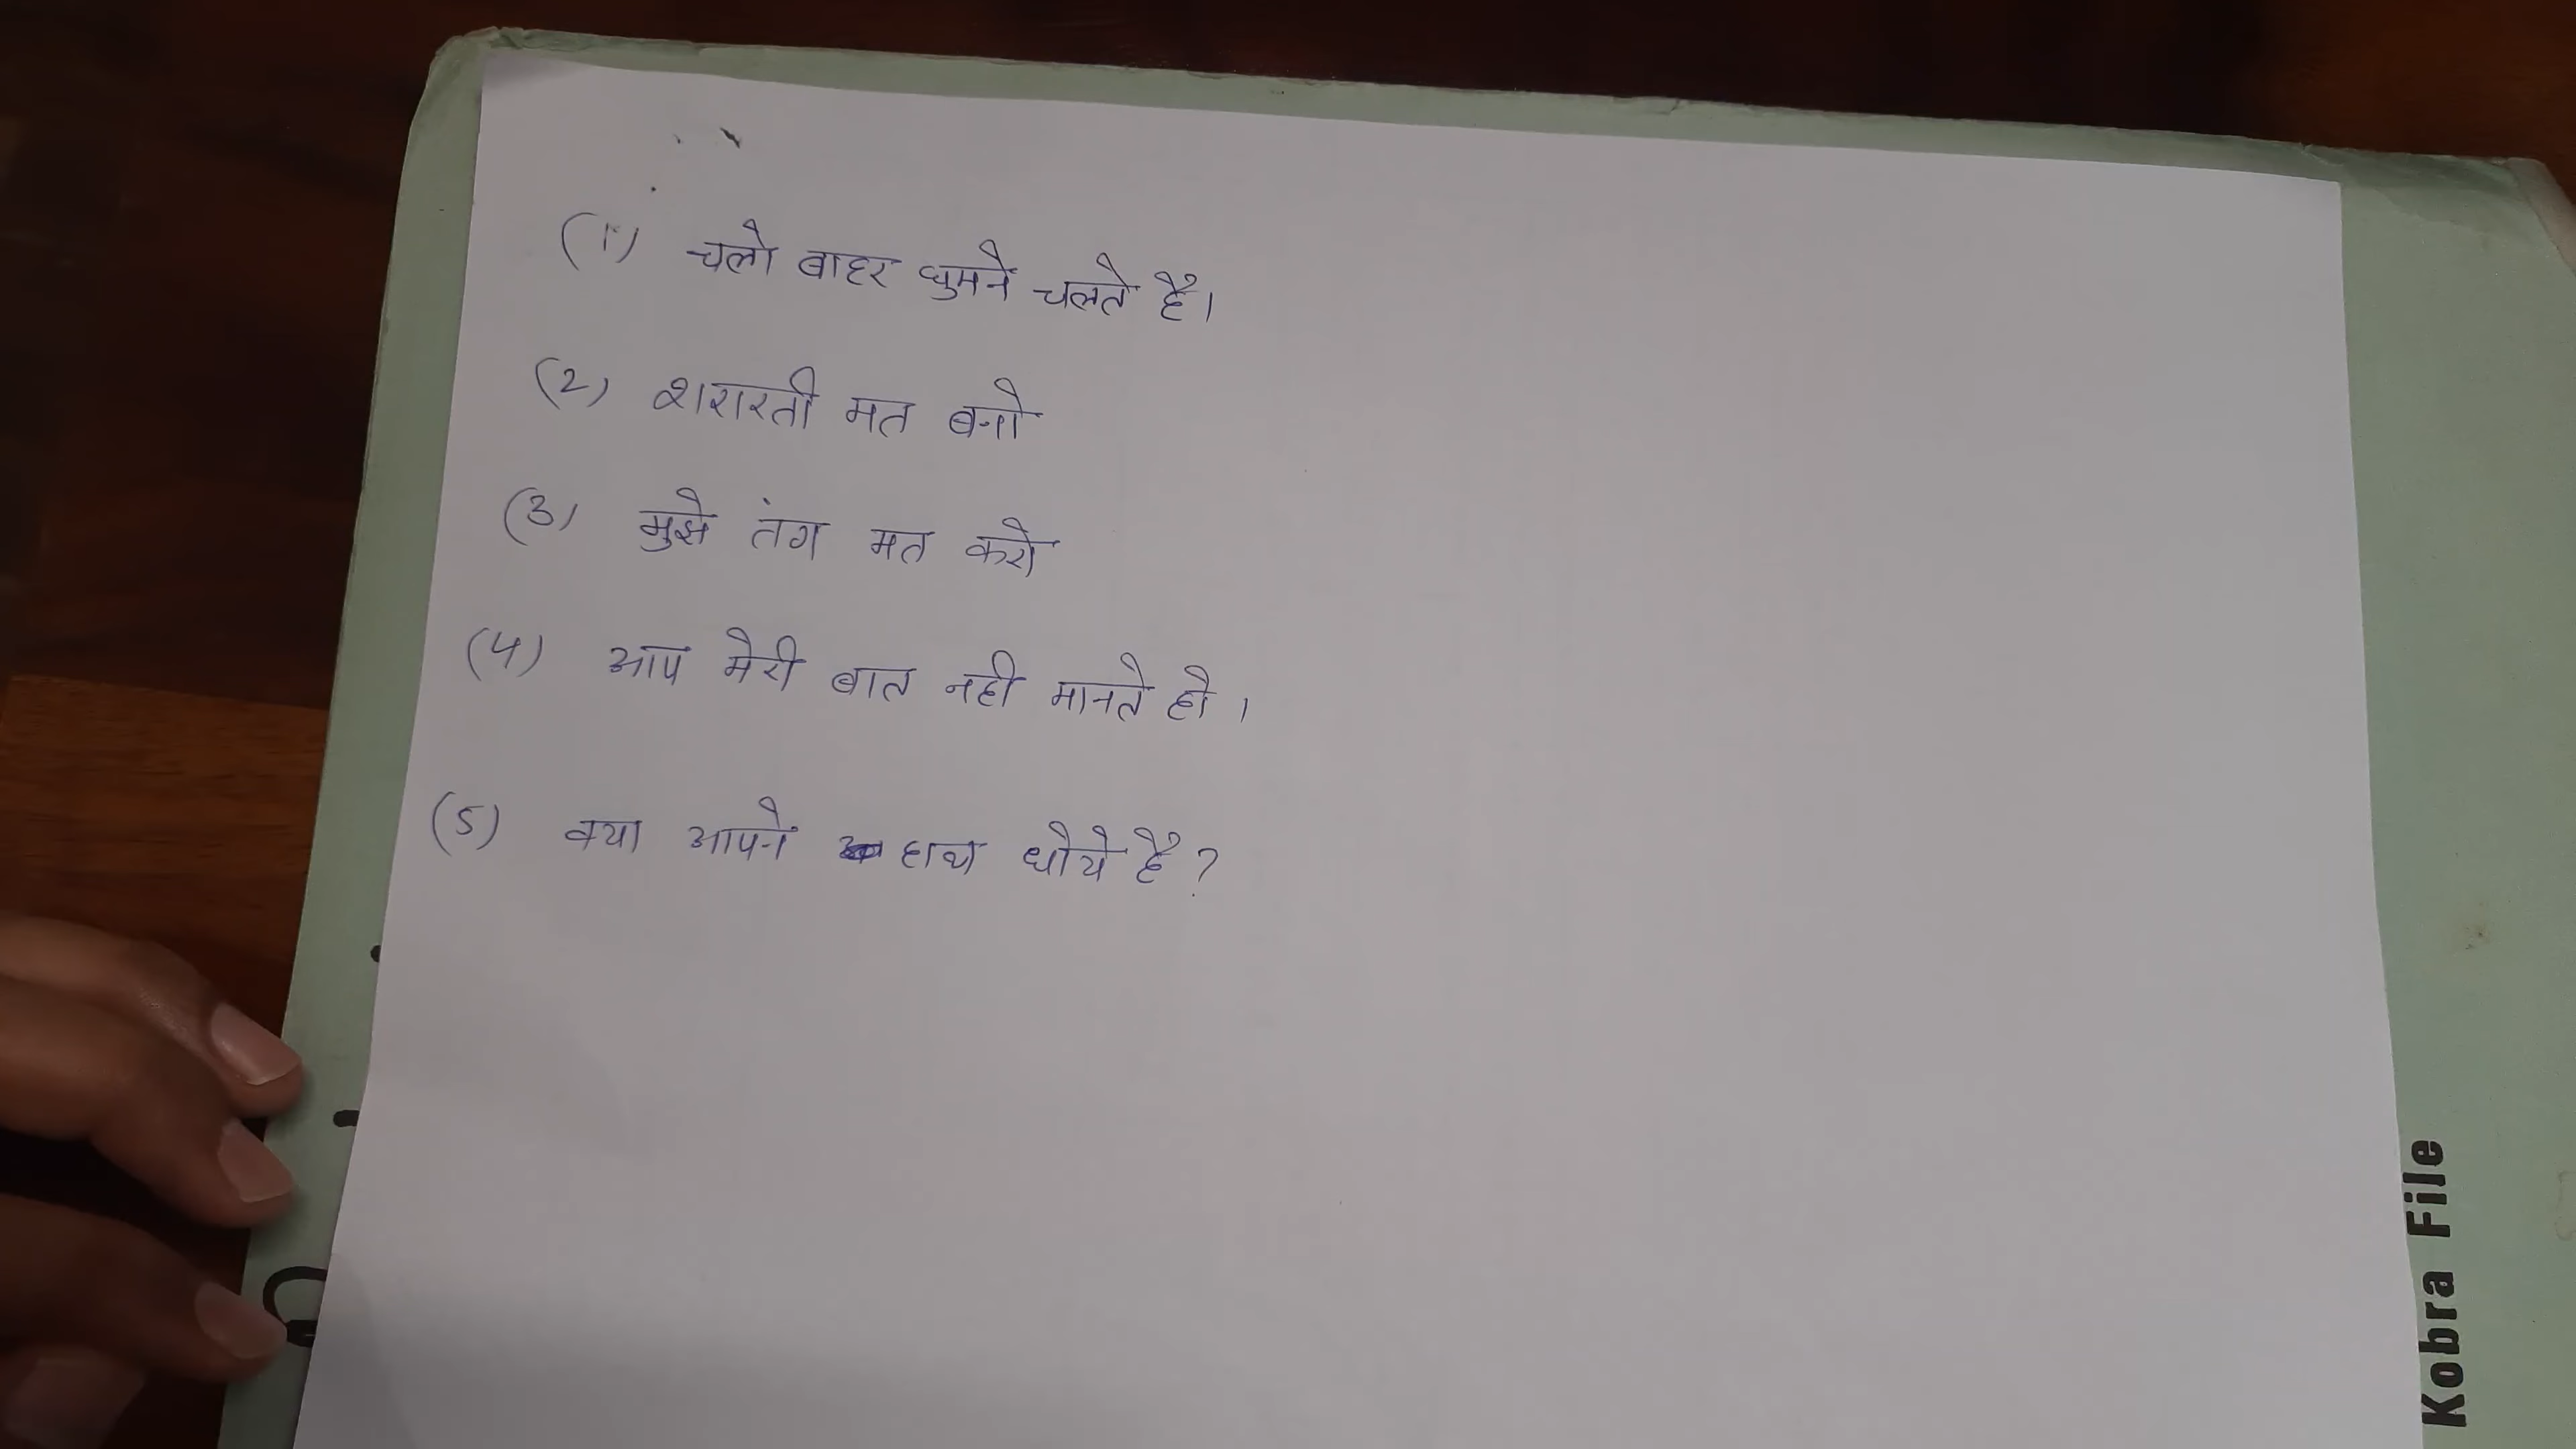 (1) चलो बाहर घुमने चलते है।
(2) शरारती मत बनो
(3) मुझे तंग मत करो
(4) आप मेरी बात नही मानते हो ।
(5) क्या आपने हाथ धोये है ?
Kobra File